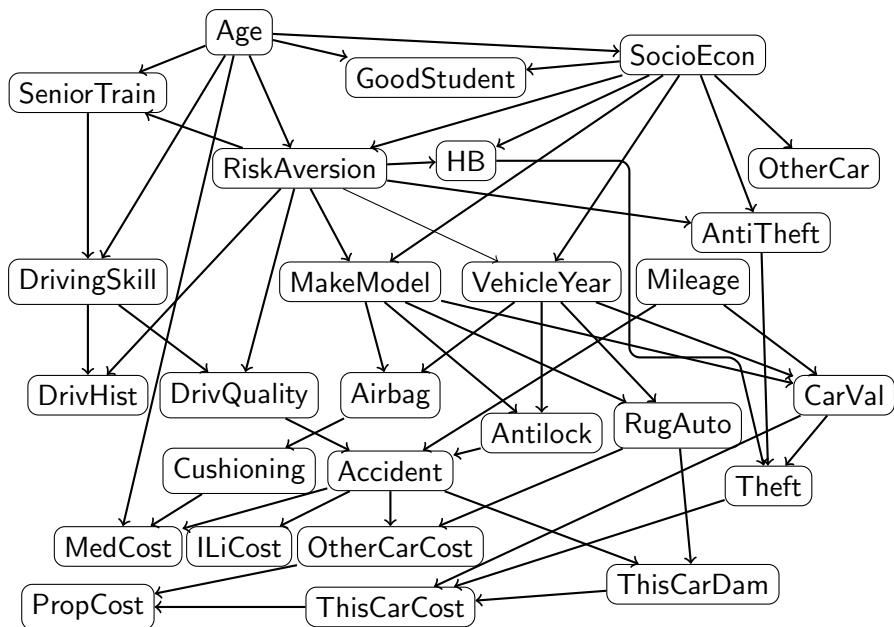 Age
SocioEcon
GoodStudent
SeniorTrain
RiskAversion
HB
OtherCar
AntiTheft
DrivingSkill
MakeModel
VehicleYear
Mileage
DrivHist
DrivQuality
Airbag
CarVal
Antilock
RugAuto
Cushioning
Accident
Theft
MedCost
ILiCost
OtherCarCost
ThisCarDam
PropCost
ThisCarCost